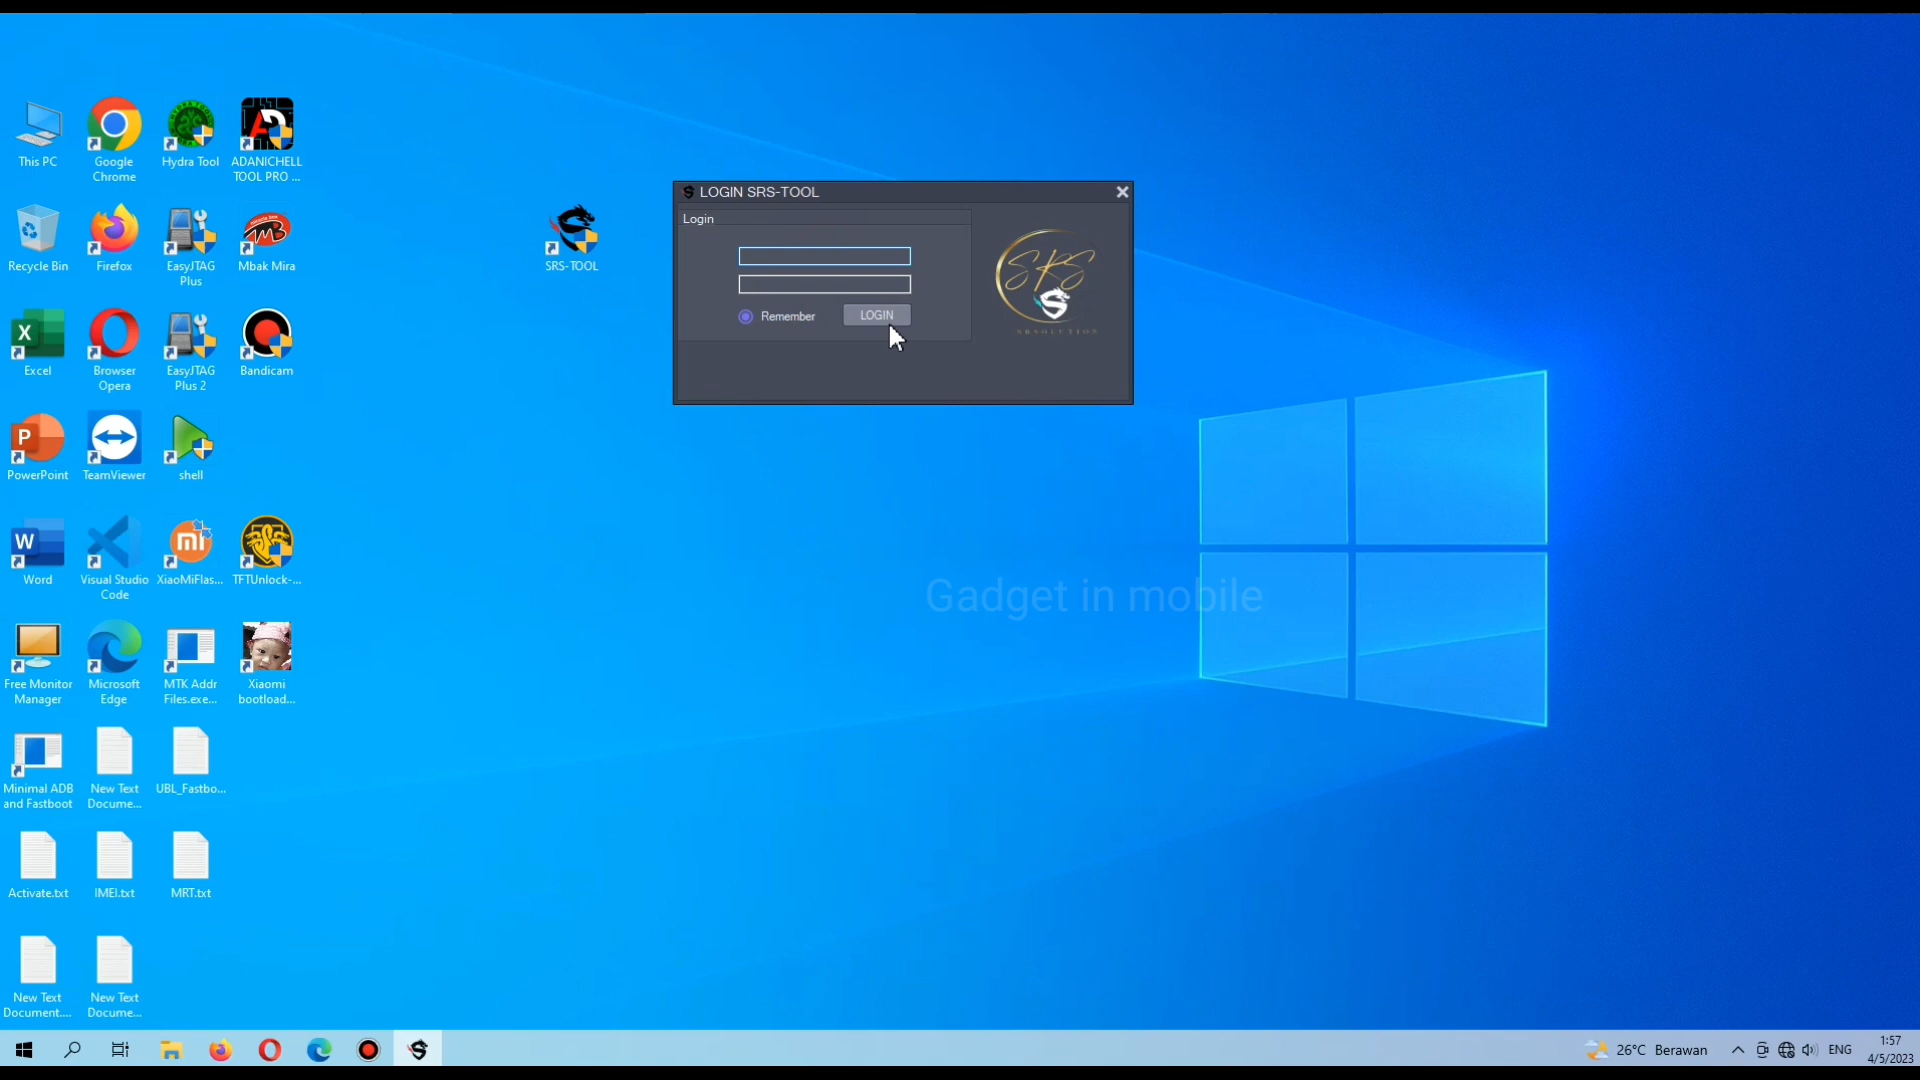 This PC
Google
Chrome
Hydra Tool
ADANICHELL
TOOL PRO ...
Recycle Bin
Firefox
EasyJTAG
Plus
Mbak Mira
SRS-TOOL
Excel
Browser
Opera
EasyJTAG
Plus 2
Bandicam
PowerPoint
TeamViewer
shell
Word
Visual Studio
Code
XiaoMiFlas...
TFTUnlock-...
Free Monitor
Manager
Microsoft
Edge
MTK Addr
Files.exe...
Xiaomi
bootload...
Minimal ADB
and Fastboot
New Text
Docume...
UBL_Fastbo...
Activate.txt
IMEI.txt
MRT.txt
New Text
Document....
New Text
Docume...
LOGIN SRS-TOOL
Login
Remember
LOGIN
SRS
SRSOLUTION
Gadget in mobile
26°C Berawan
ENG
1:57
4/5/2023